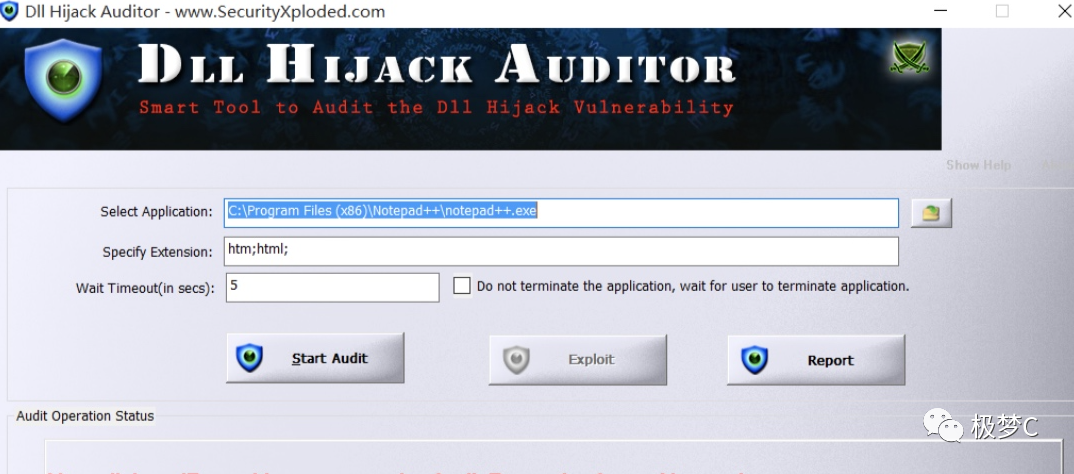 Dll Hijack Auditor - www.SecurityXploded.com
DLL HIJACK AUDITOR
Smart Tool to Audit the Dll Hijack Vulnerability
Show Help
Select Application: C:\Program Files (x86)\Notepad++\notepad++.exe
Specify Extension: htm;html;
Wait Timeout(in secs): 5 Do not terminate the application, wait for user to terminate application.
Start Audit Exploit Report
Audit Operation Status
极梦C